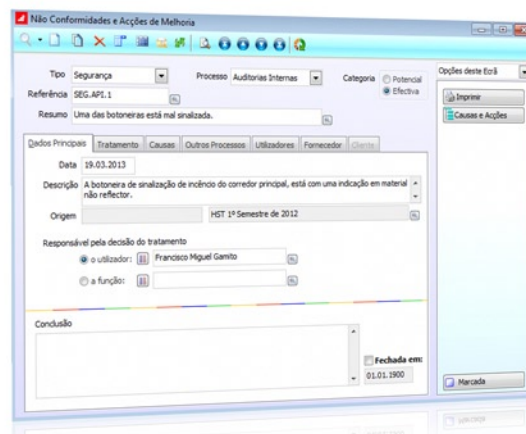 Não Conformidades e Acções de Melhoria
Tipo Segurança Processo Auditorias Internas Categoria Potencial
Efectiva
Opções deste Ecrã
Referência SEG.API.1
Imprimir
Resumo Uma das botoneiras está mal sinalizada.
Causas e Acções
Dados Principais Tratamento Causas Outros Processos Utilizadores Fornecedor Cliente
Data 19.03.2013
Descrição A botoneira de sinalização de incêncio do corredor principal, está com uma indicação em material
não reflector.
Origem HST 1º Semestre de 2012
Responsável pela decisão do tratamento
o utilizador: Francisco Miguel Gamito
a função:
Conclusão
Fechada em:
01.01.1900
Marcada